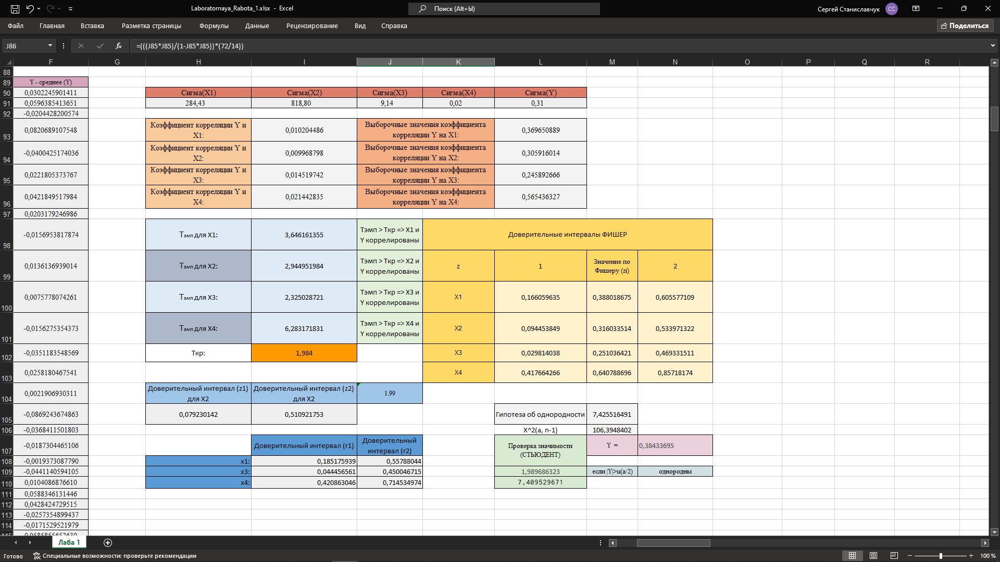 Laboratornaya_Rabota_1.xlsx - Excel
Поиск (Alt+Ы)
Сергей Станиславчук
СС
Файл Главная Вставка Разметка страницы Формулы Данные Рецензирование Вид Справка
Поделиться
J86
fx
=(((J85*J85)/(1-J85*J85))*(72/14))
F G H I J K L M N O P Q R
88
89 Y - среднее (Y)
90 0,0302245901411 Сигма(X1) Сигма(X2) Сигма(X3) Сигма(X4) Сигма(Y)
91 0,0596385413651 284,43 818,80 9,14 0,02 0,31
92 -0,0204428200574
93 0,0820689107548
Коэффициент корреляции Y и
X1:
0,010204486
Выборочные значения коэффициента
корреляции Y на X1:
0,369650889
94 -0,0400425174036
Коэффициент корреляции Y и
X2:
0,009968798
Выборочные значения коэффициента
корреляции Y на X2:
0,305916014
95 0,0221805373767
Коэффициент корреляции Y и
X3:
0,014519742
Выборочные значения коэффициента
корреляции Y на X3:
0,245892666
96 0,0421849517984
Коэффициент корреляции Y и
X4:
0,021442835
Выборочные значения коэффициента
корреляции Y на X4:
0,565436327
97 0,0203179246986
98 -0,0156953817874
Тэмп для X1:
3,646161355
Тэмп > Ткр => X1 и
Y коррелированы
Доверительные интервалы ФИШЕР
99 0,0136136939014
Тэмп для X2:
2,944951984
Тэмп > Ткр => X2 и
Y коррелированы
z
1
Значение по
Фишеру (zi)
2
100 0,0075778074261
Тэмп для X3:
2,325028721
Тэмп > Ткр => X3 и
Y коррелированы
X1 0,166059635 0,388018675 0,605577109
101 -0,0156275354373
Тэмп для X4:
6,283171831
Тэмп > Ткр => X4 и
Y коррелированы
X2 0,094453849 0,316033514 0,533971322
102 -0,0351183548569 Ткр: 1,984 X3 0,029814038 0,251036421 0,469331511
103 0,0258180467541 X4 0,417664266 0,640788696 0,85718174
104 0,0021906930311
Доверительный интервал (z1)
для X2
Доверительный интервал (z2)
для X2
1.99
105 -0,0869243674863 0,079230142 0,510921753 Гипотеза об однородности 7,425516491
106 -0,0368411501803 X^2(a, n-1) 106,3948402
107 -0,0187304465106
Доверительный интервал (r1)
Доверительный
интервал (r2)
Проверка значимости
(СТЬЮДЕНТ)
Y = 0,38433695
108 -0,0019373087790 x1: 0,185175939 0,55788044
109 -0,0441140594105 x3: 0,044456561 0,450046715 1,989686323 если |Y|>u(a/2) однородны
110 0,0104086876610 x4: 0,420863046 0,714534974 7,409529671
111 0,0588346131446
112 0,0428424729515
113 -0,0257354899437
114 -0,0171529521979
115 0,0585855652630
Лаба 1
Готово
Специальные возможности: проверьте рекомендации
100 %